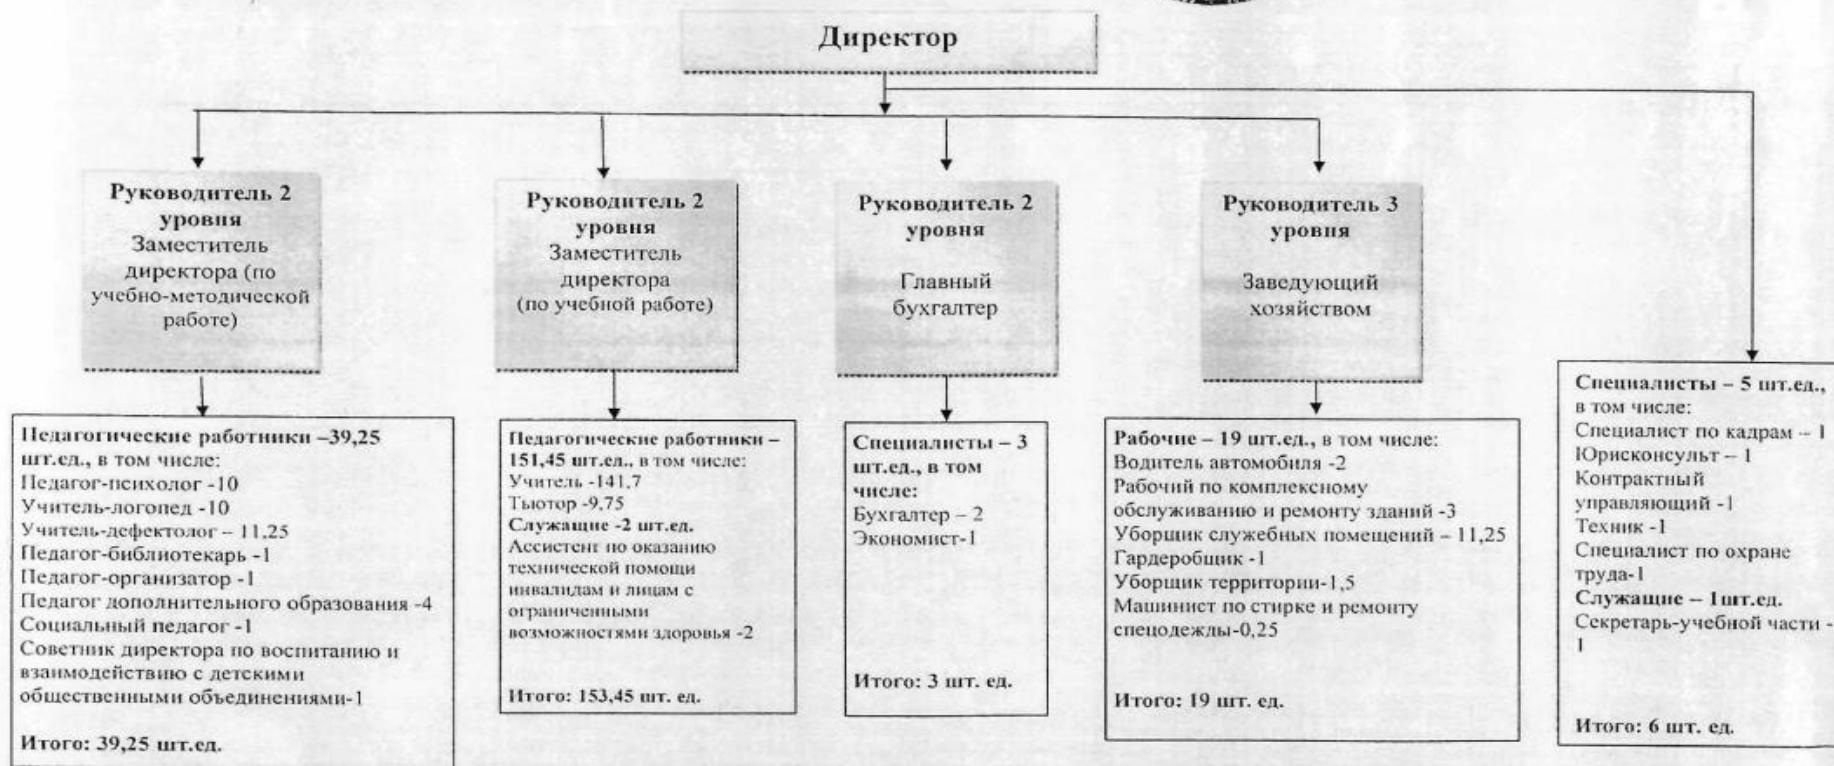 Директор
Руководитель 2
уровня
Заместитель
директора (по
учебно-методической
работе)
Руководитель 2
уровня
Заместитель
директора
(по учебной работе)
Руководитель 2
уровня
Главный
бухгалтер
Руководитель 3
уровня
Заведующий
хозяйством
Педагогические работники –39,25
шт.ед., в том числе:
Педагог-психолог -10
Учитель-логопед -10
Учитель-дефектолог – 11,25
Педагог-библиотекарь -1
Педагог-организатор -1
Педагог дополнительного образования -4
Социальный педагог -1
Советник директора по воспитанию и
взаимодействию с детскими
общественными объединениями-1
Итого: 39,25 шт.ед.
Педагогические работники –
151,45 шт.ед., в том числе:
Учитель -141,7
Тьютор -9,75
Служащие -2 шт.ед.
Ассистент по оказанию
технической помощи
инвалидам и лицам с
ограниченными
возможностями здоровья -2
Итого: 153,45 шт. ед.
Специалисты – 3
шт.ед., в том
числе:
Бухгалтер – 2
Экономист-1
Итого: 3 шт. ед.
Рабочие – 19 шт.ед., в том числе:
Водитель автомобиля -2
Рабочий по комплексному
обслуживанию и ремонту зданий -3
Уборщик служебных помещений – 11,25
Гардеробщик -1
Уборщик территории-1,5
Машинист по стирке и ремонту
спецодежды-0,25
Итого: 19 шт. ед.
Специалисты – 5 шт.ед.,
в том числе:
Специалист по кадрам – 1
Юрисконсульт – 1
Контрактный
управляющий -1
Техник -1
Специалист по охране
труда-1
Служащие – 1шт.ед.
Секретарь-учебной части -
1
Итого: 6 шт. ед.